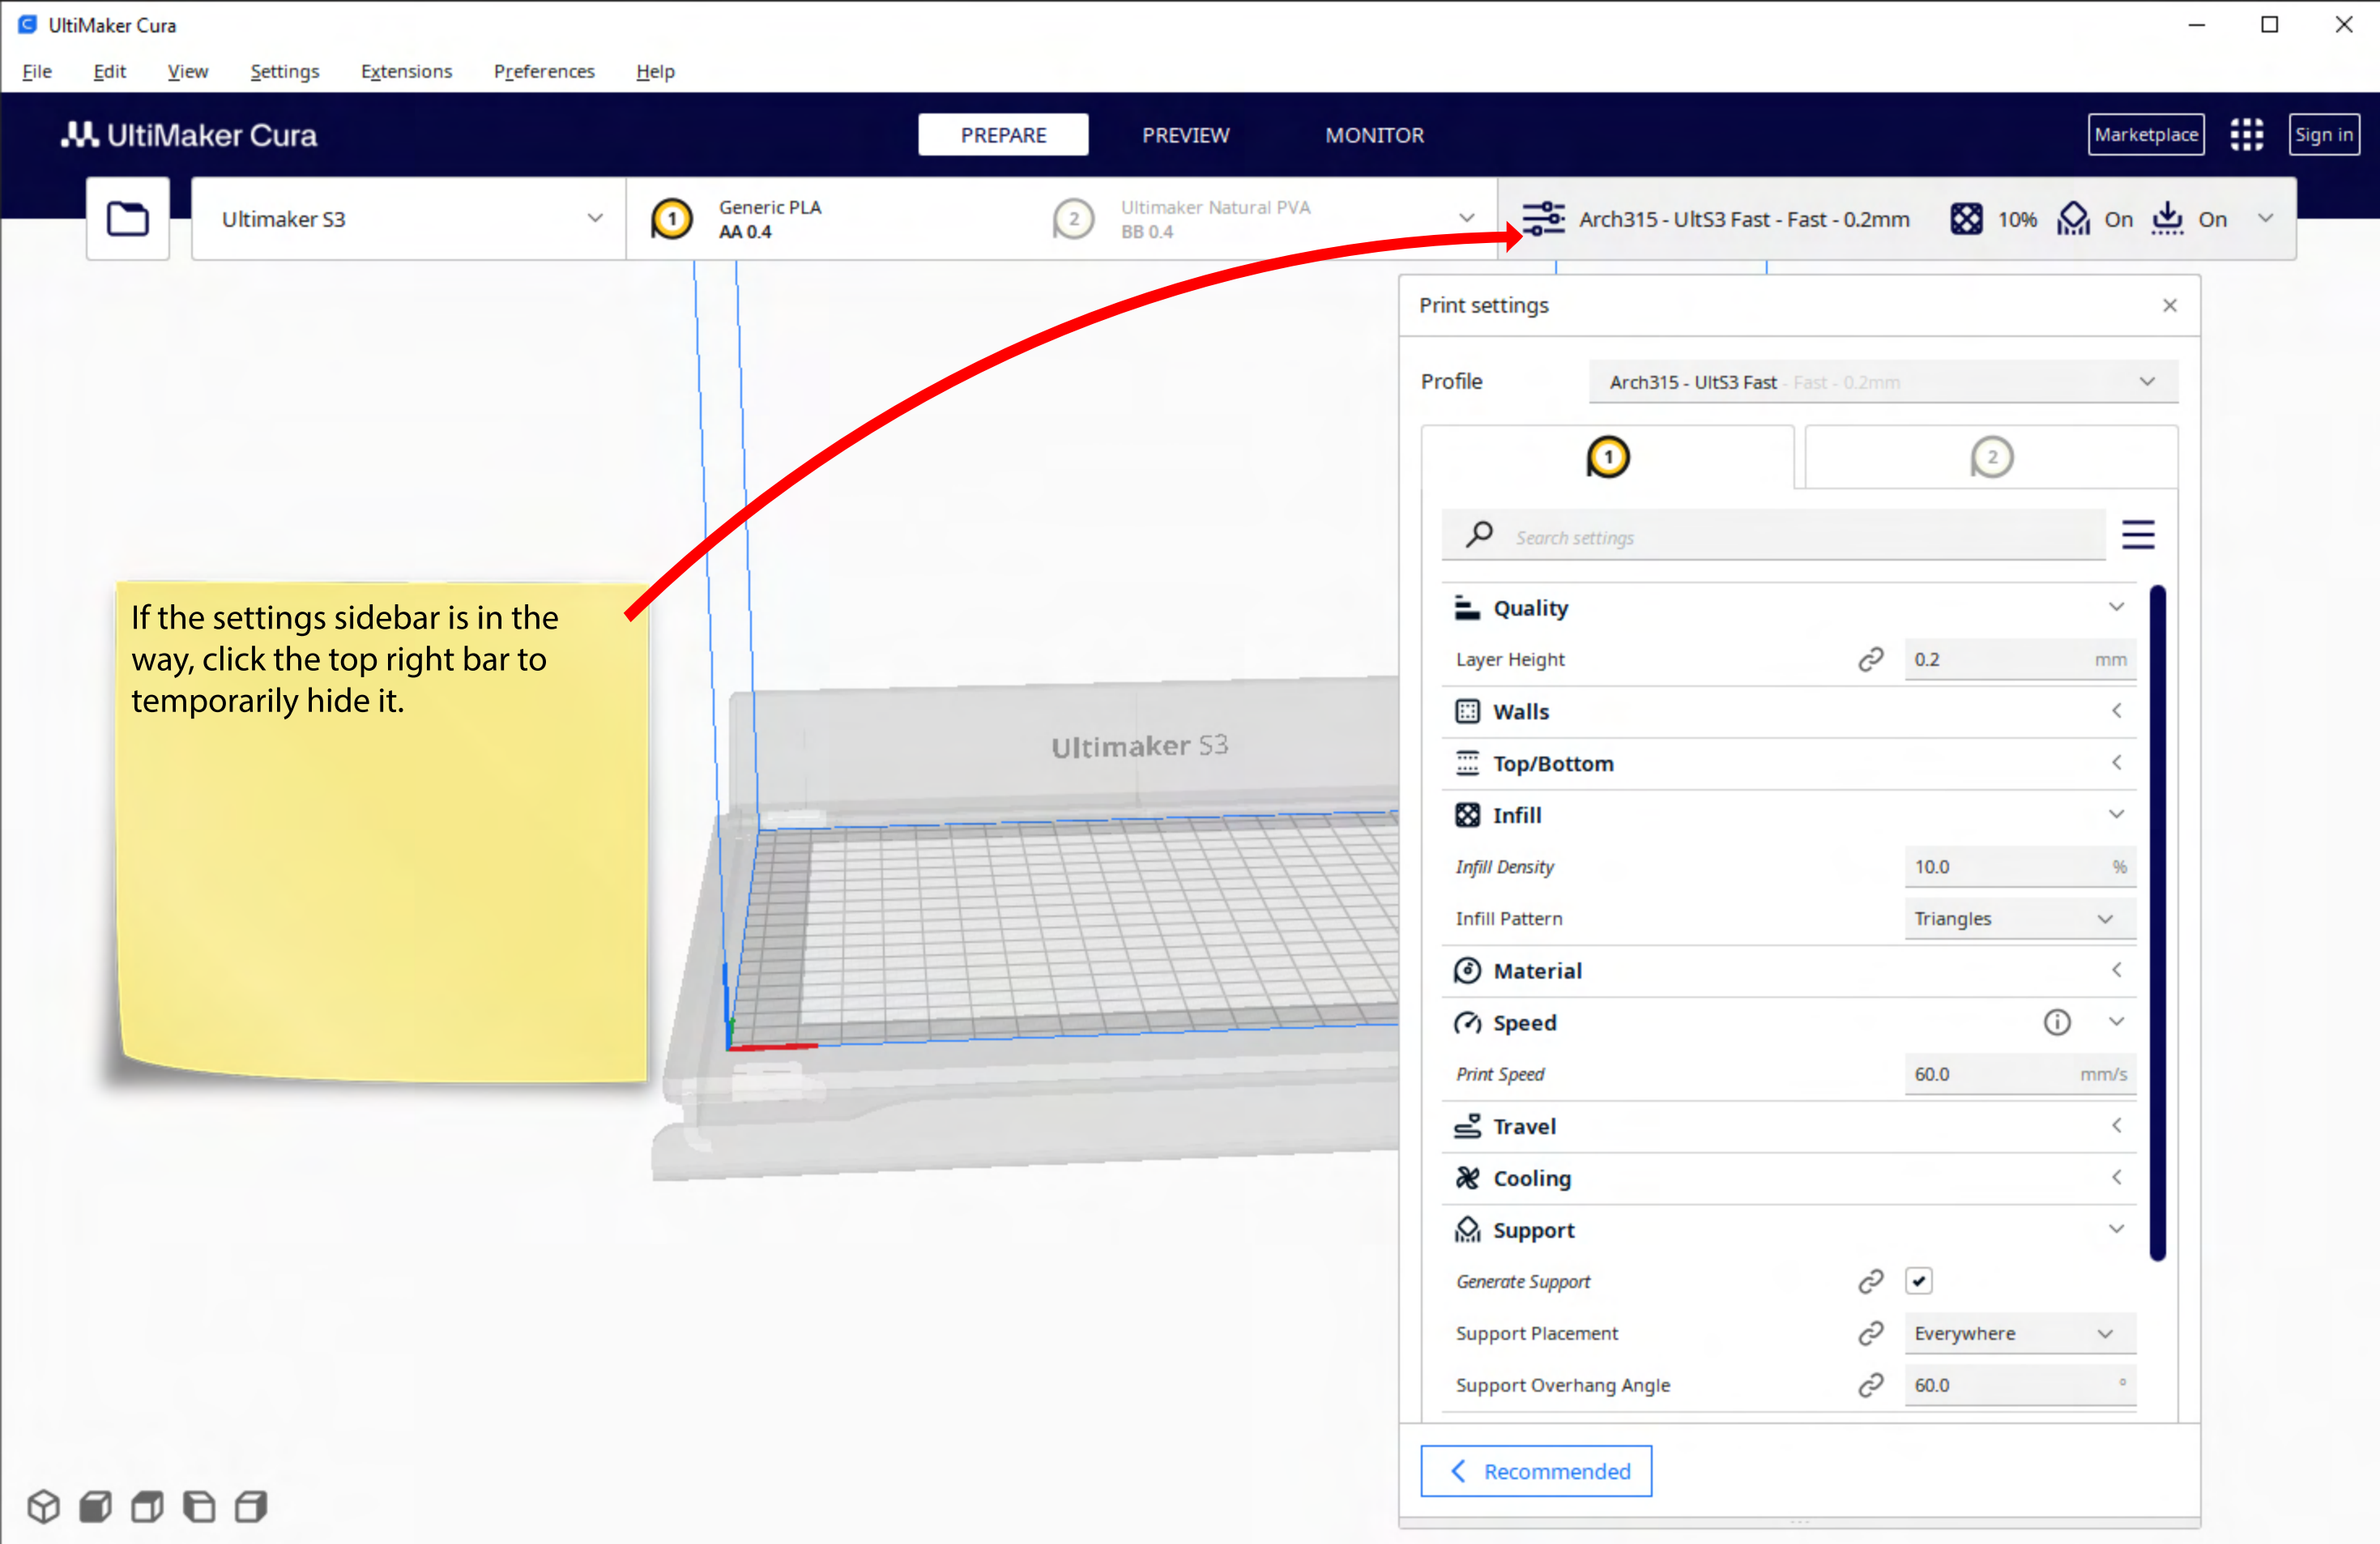 UltiMaker Cura
File Edit View Settings Extensions Preferences Help
UltiMaker Cura
PREPARE PREVIEW MONITOR
Marketplace
Sign in
Ultimaker S3
1
Generic PLA
AA 0.4
2
Ultimaker Natural PVA
BB 0.4
Arch315 - UltS3 Fast - Fast - 0.2mm
10%
On
On
Print settings
Profile
Arch315 - UltS3 Fast - Fast - 0.2mm
1
2
Search settings
Quality
Layer Height 0.2 mm
Walls
Top/Bottom
Infill
Infill Density 10.0 %
Infill Pattern Triangles
Material
Speed
Print Speed 60.0 mm/s
Travel
Cooling
Support
Generate Support
Support Placement Everywhere
Support Overhang Angle 60.0 °
Recommended
If the settings sidebar is in the
way, click the top right bar to
temporarily hide it.
Ultimaker S3